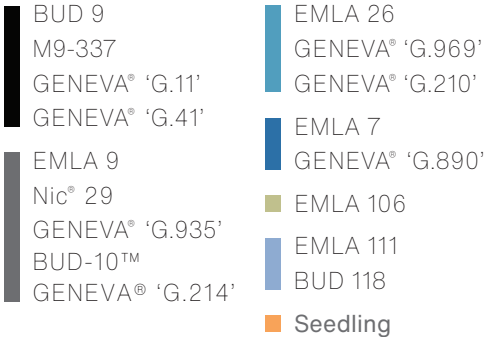 BUD 9
M9-337
GENEVA® ‘G.11’
GENEVA® ‘G.41’
EMLA 9
Nic® 29
GENEVA® ‘G.935’
BUD-10™
GENEVA® ‘G.214’
EMLA 26
GENEVA® ‘G.969’
GENEVA® ‘G.210’
EMLA 7
GENEVA® ‘G.890’
EMLA 106
EMLA 111
BUD 118
Seedling